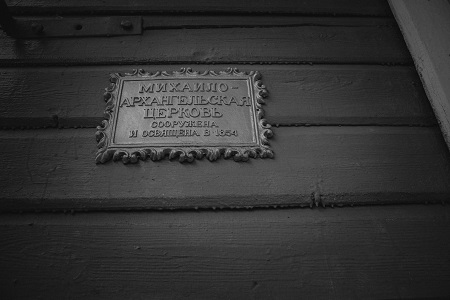 МИХАИЛО-
АРХАНГЕЛЬСКАЯ
ЦЕРКОВЬ
СООРУЖЕНА
И ОСВЯЩЕНА В 1854